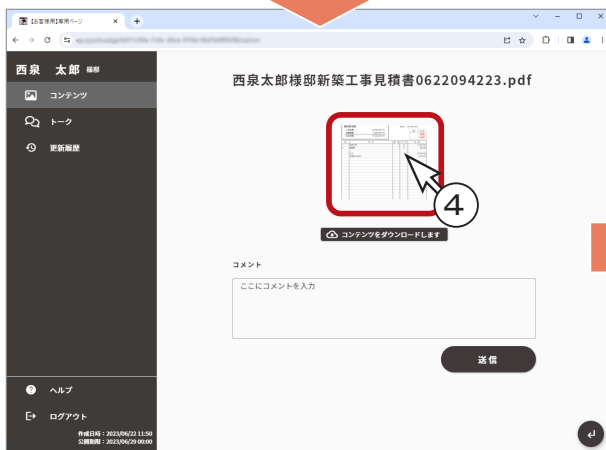 【お客様用】専用ページ
西泉 太郎 様邸
コンテンツ
トーク
更新履歴
西泉太郎様邸新築工事見積書0622094223.pdf
4
コンテンツをダウンロードします
コメント
ここにコメントを入力
送信
ヘルプ
ログアウト
作成日時：2023/06/22 11:50
公開期限：2023/06/29 00:00